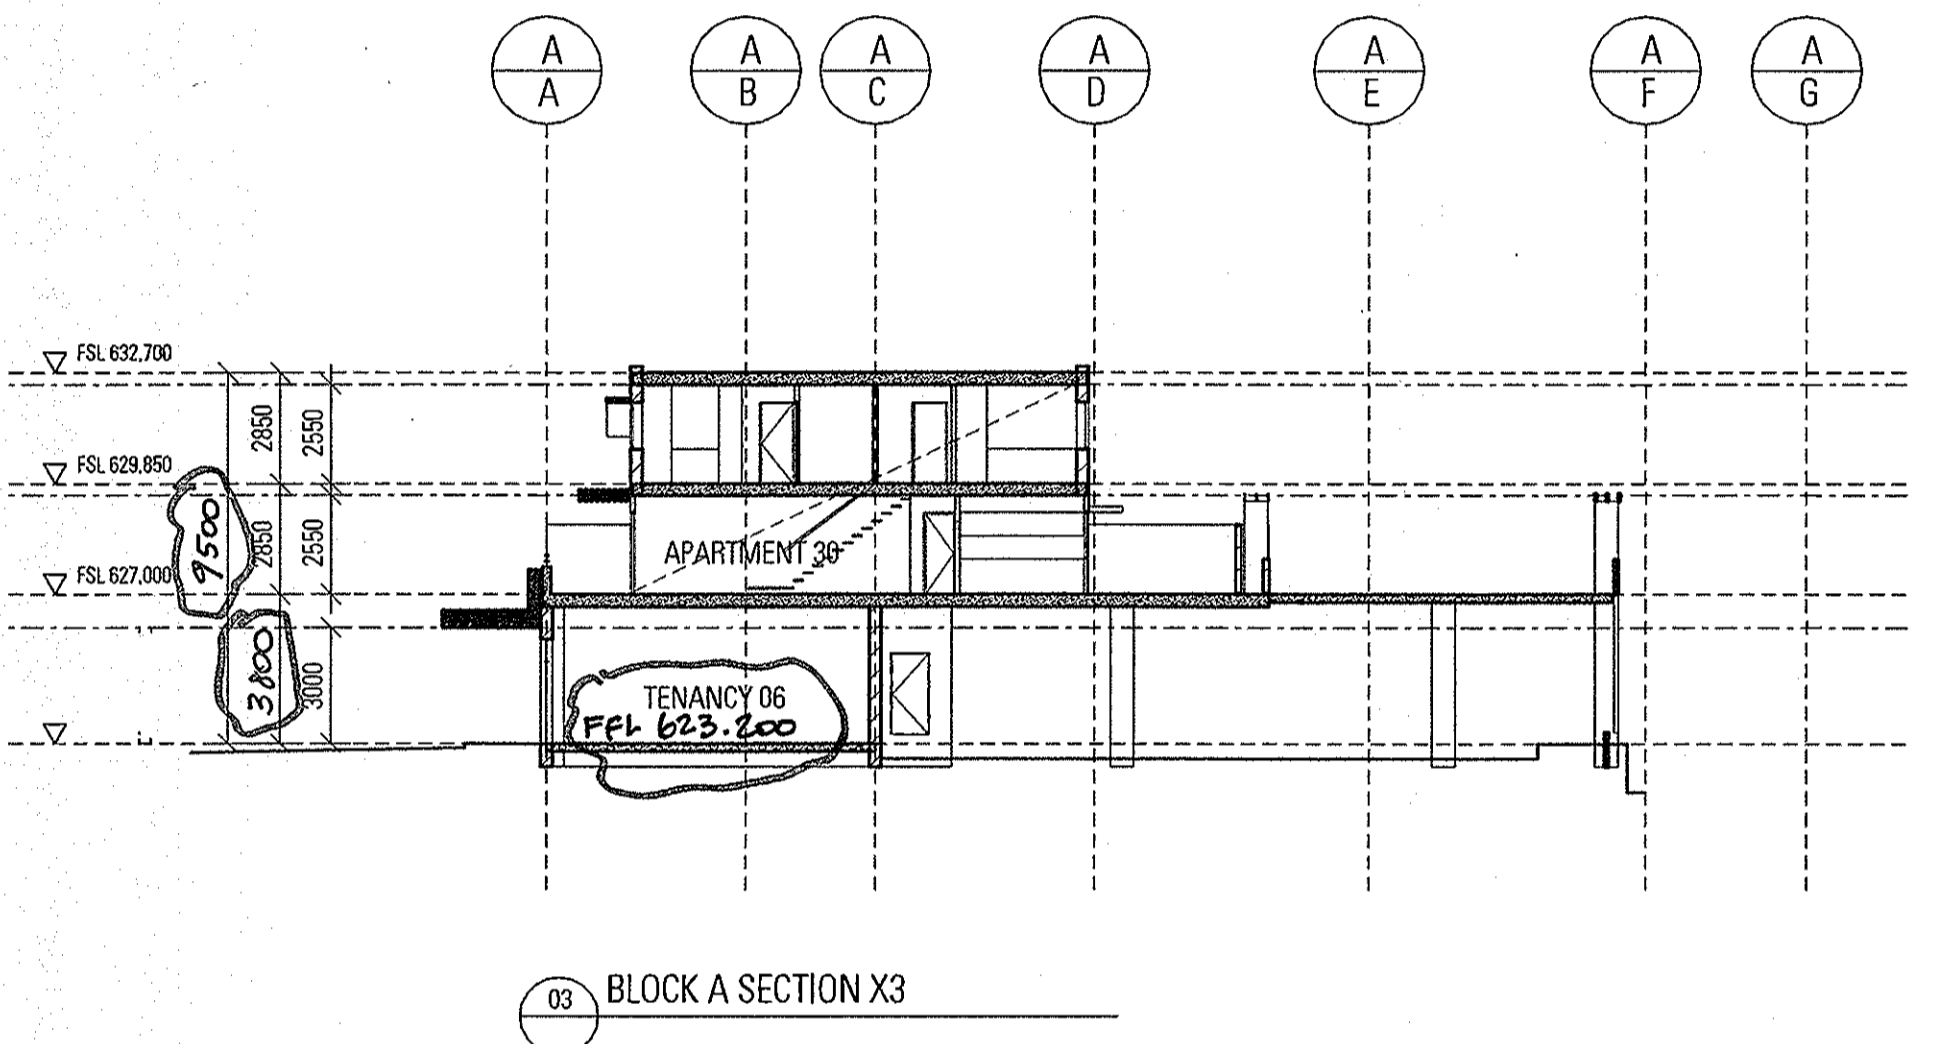 A A A A A A A
A B C D E F G
FSL 632,700
2850
2550
FSL 629,850
9500
2850
2550
APARTMENT 30
FSL 627,000
3800
3000
TENANCY 06
FFL 623.200
03 BLOCK A SECTION X3